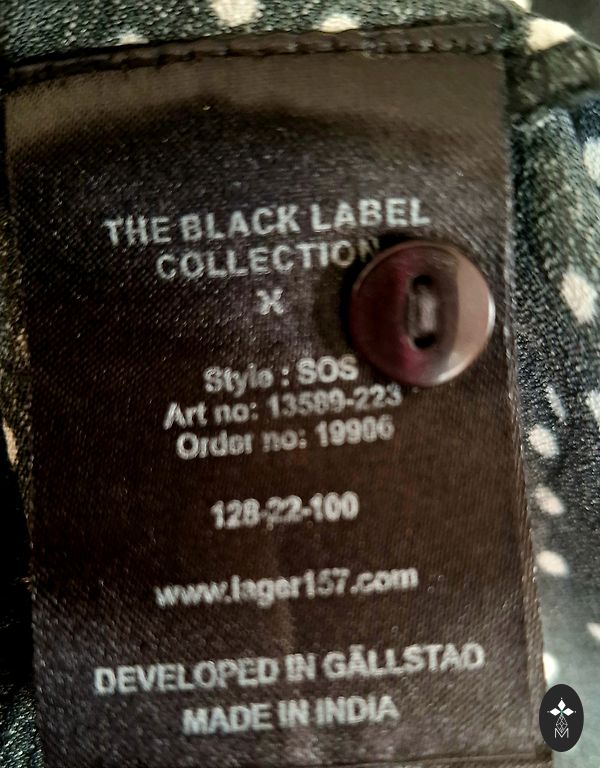 THE BLACK LABEL
COLLECTION
X
Style : SOS
Art no: 13589-223
Order no: 19906
128-22-100
www.lager157.com
DEVELOPED IN GÄLLSTAD
MADE IN INDIA
M